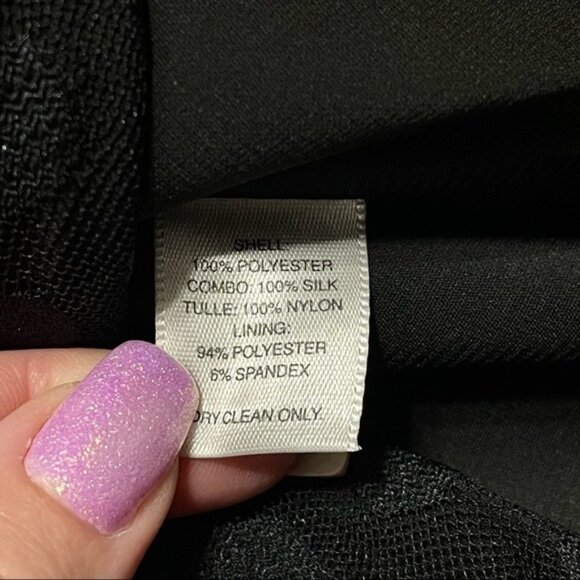 SHELL:
100% POLYESTER
COMBO: 100% SILK
TULLE: 100% NYLON
LINING:
94% POLYESTER
6% SPANDEX
DRY CLEAN ONLY.